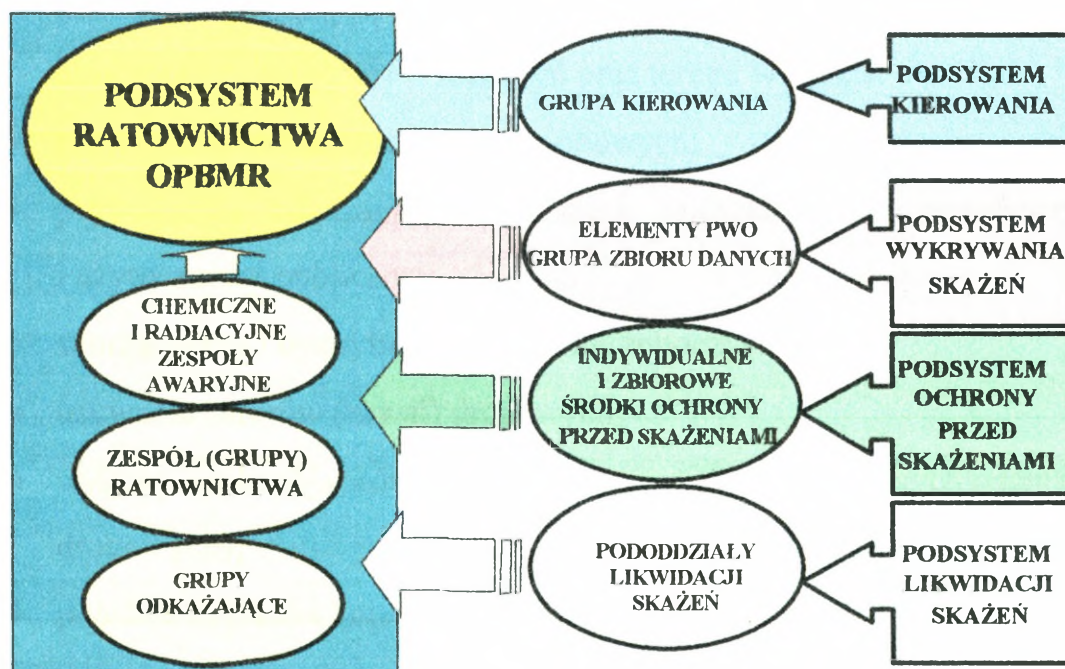 PODSYSTEM
RATOWNICTWA
OPBMR
CHEMICZNE
I RADIACYJNE
ZESPOŁY
AWARYJNE
ZESPÓŁ (GRUPY)
RATOWNICTWA
GRUPY
ODKAŻAJĄCE
GRUPA KIEROWANIA
ELEMENTY PWO
GRUPA ZBIORU DANYCH
INDYWIDUALNE
I ZBIOROWE
ŚRODKI OCHRONY
PRZED SKAŻENIAMI
PODODDZIAŁY
LIKWIDACJI
SKAŻEŃ
PODSYSTEM
KIEROWANIA
PODSYSTEM
WYKRYWANIA
SKAŻEŃ
PODSYSTEM
OCHRONY
PRZED
SKAŻENIAMI
PODSYSTEM
LIKWIDACJI
SKAŻEŃ